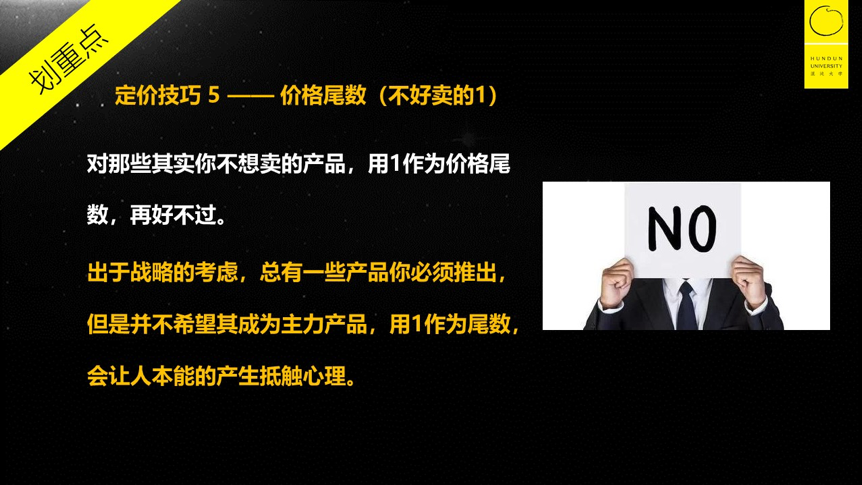 划重点
HUNDUN
UNIVERSITY
混沌大学
定价技巧 5 —— 价格尾数（不好卖的1）
对那些其实你不想卖的产品，用1作为价格尾
数，再好不过。
NO
出于战略的考虑，总有一些产品你必须推出，
但是并不希望其成为主力产品，用1作为尾数，
会让人本能的产生抵触心理。